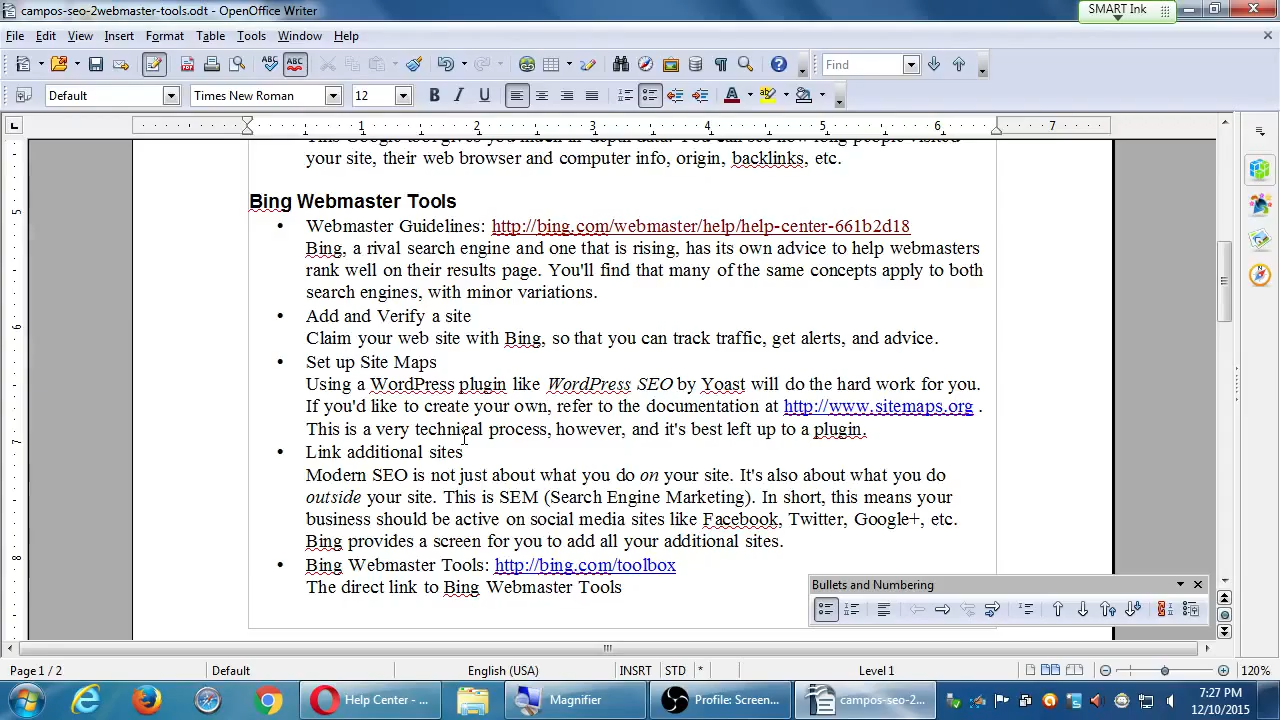 campos-seo-2webmaster-tools.odt - OpenOffice Writer
SMART Ink
File Edit View Insert Format Table Tools Window Help
Find
Default Times New Roman 12
1 2 3 4 5 6 7
your site, their web browser and computer info, origin, backlinks, etc.
Bing Webmaster Tools
• Webmaster Guidelines: http://bing.com/webmaster/help/help-center-661b2d18
Bing, a rival search engine and one that is rising, has its own advice to help webmasters
rank well on their results page. You'll find that many of the same concepts apply to both
search engines, with minor variations.
• Add and Verify a site
Claim your web site with Bing, so that you can track traffic, get alerts, and advice.
• Set up Site Maps
Using a WordPress plugin like WordPress SEO by Yoast will do the hard work for you.
If you'd like to create your own, refer to the documentation at http://www.sitemaps.org .
This is a very technical process, however, and it's best left up to a plugin.
• Link additional sites
Modern SEO is not just about what you do on your site. It's also about what you do
outside your site. This is SEM (Search Engine Marketing). In short, this means your
business should be active on social media sites like Facebook, Twitter, Google+, etc.
Bing provides a screen for you to add all your additional sites.
• Bing Webmaster Tools: http://bing.com/toolbox
The direct link to Bing Webmaster Tools
Bullets and Numbering
5
6
7
8
Page 1 / 2 Default English (USA) INSRT STD * Level 1 120%
Help Center - ... Magnifier Profile: Screen... campos-seo-2...
7:27 PM
12/10/2015